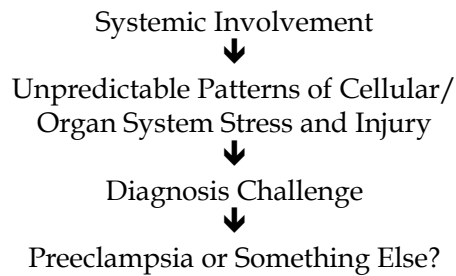 Systemic Involvement
Unpredictable Patterns of Cellular/
Organ System Stress and Injury
Diagnosis Challenge
Preeclampsia or Something Else?